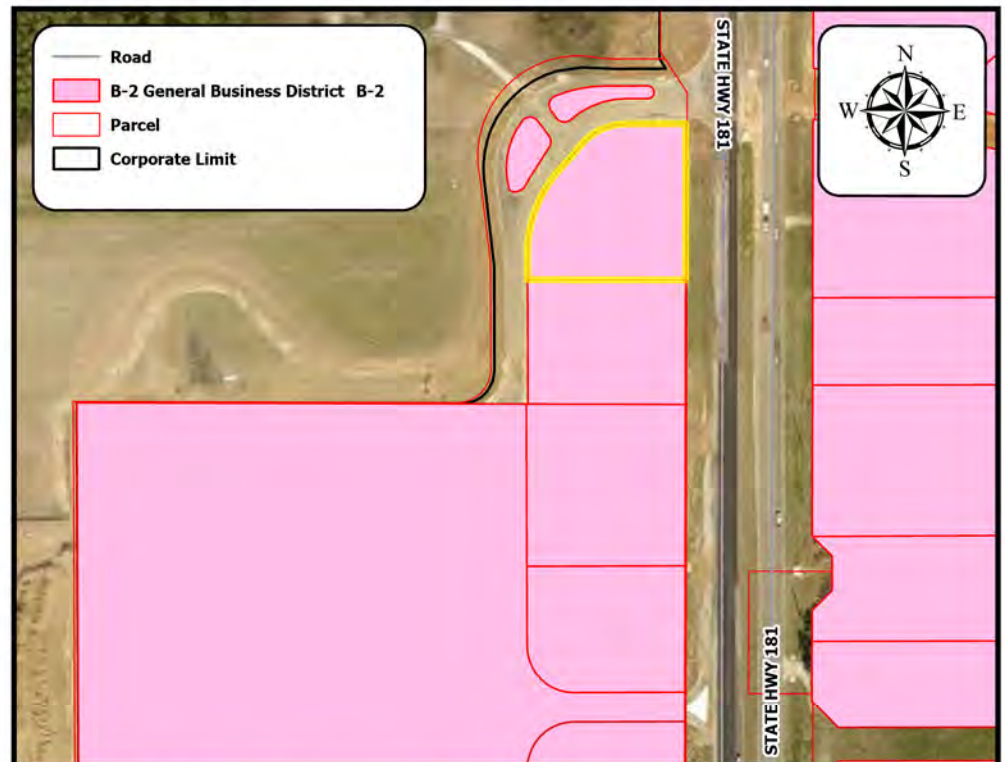 Road
B-2 General Business District B-2
Parcel
Corporate Limit
STATE HWY 181
N
W E
S
STATE HWY 181